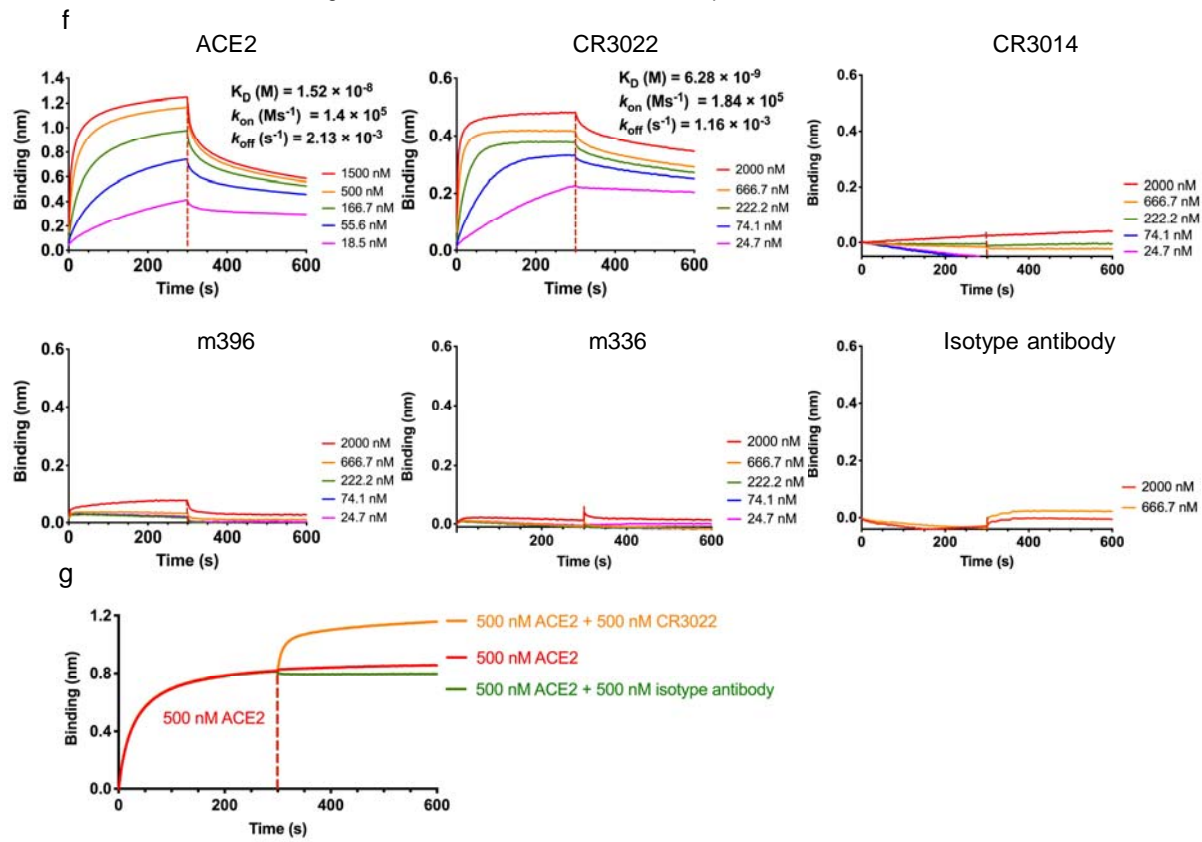 f
ACE2
1.4
1.2
1.0
0.8
0.6
0.4
0.2
0.0
Binding (nm)
K_D (M) = 1.52 × 10⁻⁸
k_on (Ms⁻¹) = 1.4 × 10⁵
k_off (s⁻¹) = 2.13 × 10⁻³
1500 nM
500 nM
166.7 nM
55.6 nM
18.5 nM
0 200 400 600
Time (s)
CR3022
0.6
0.4
0.2
0.0
Binding (nm)
K_D (M) = 6.28 × 10⁻⁹
k_on (Ms⁻¹) = 1.84 × 10⁵
k_off (s⁻¹) = 1.16 × 10⁻³
2000 nM
666.7 nM
222.2 nM
74.1 nM
24.7 nM
0 200 400 600
Time (s)
CR3014
0.6
0.4
0.2
0.0
Binding (nm)
2000 nM
666.7 nM
222.2 nM
74.1 nM
24.7 nM
0 200 400 600
Time (s)
m396
0.6
0.4
0.2
0.0
Binding (nm)
2000 nM
666.7 nM
222.2 nM
74.1 nM
24.7 nM
0 200 400 600
Time (s)
m336
0.6
0.4
0.2
0.0
Binding (nm)
2000 nM
666.7 nM
222.2 nM
74.1 nM
24.7 nM
200 400 600
Time (s)
Isotype antibody
0.6
0.4
0.2
0.0
Binding (nm)
2000 nM
666.7 nM
0 200 400 600
Time (s)
g
1.2
0.8
0.4
0.0
Binding (nm)
500 nM ACE2
500 nM ACE2 + 500 nM CR3022
500 nM ACE2
500 nM ACE2 + 500 nM isotype antibody
0 200 400 600
Time (s)